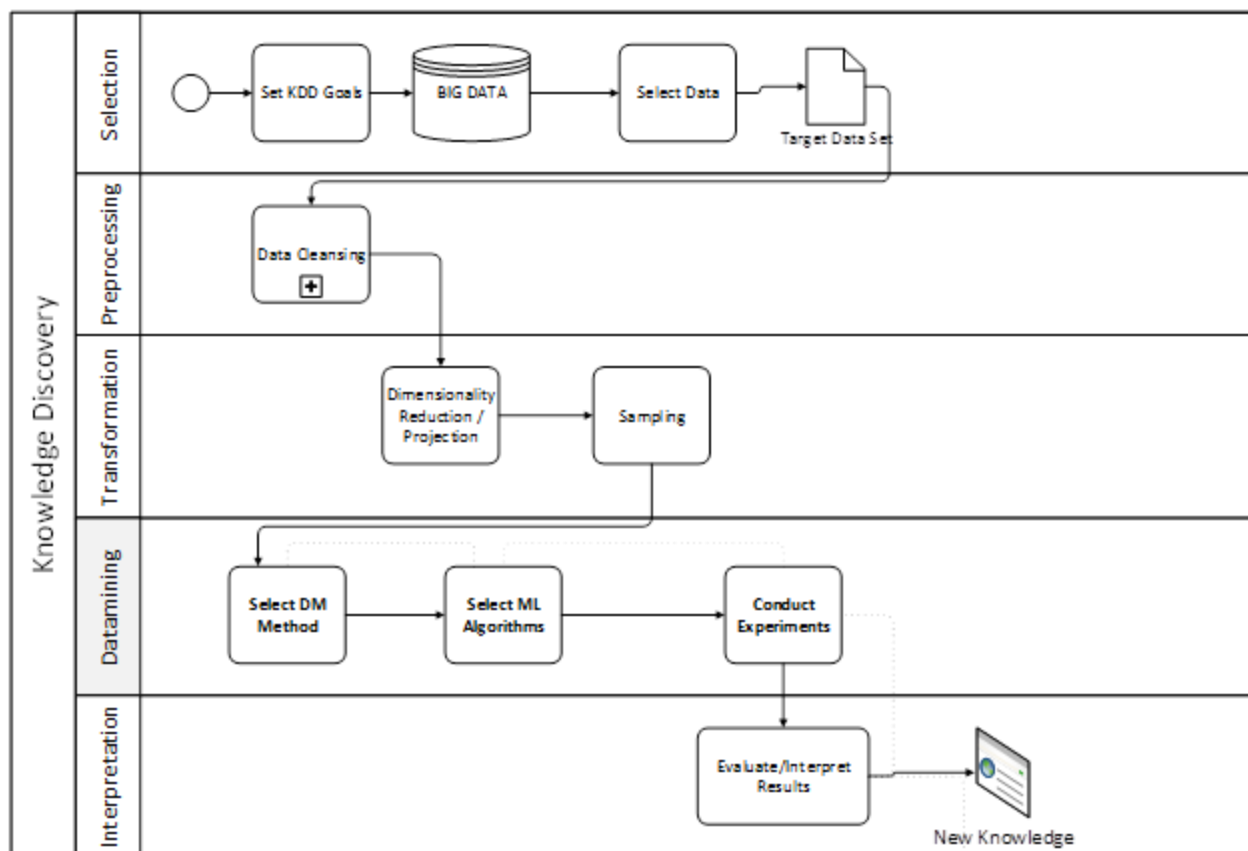 Knowledge Discovery
Selection
Set KDD Goals
BIG DATA
Select Data
Target Data Set
Preprocessing
Data Cleansing
Transformation
Dimensionality
Reduction /
Projection
Sampling
Datamining
Select DM
Method
Select ML
Algorithms
Conduct
Experiments
Interpretation
Evaluate/Interpret
Results
New Knowledge